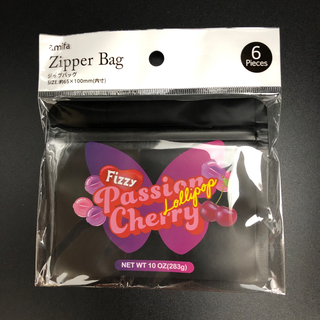 Zipper Bag
ジップバッグ
SIZE 約65×100mm(内寸)
6
Pieces
Fizzy
Passion
Lollipop
Cherry
NET WT 10 OZ(283g)